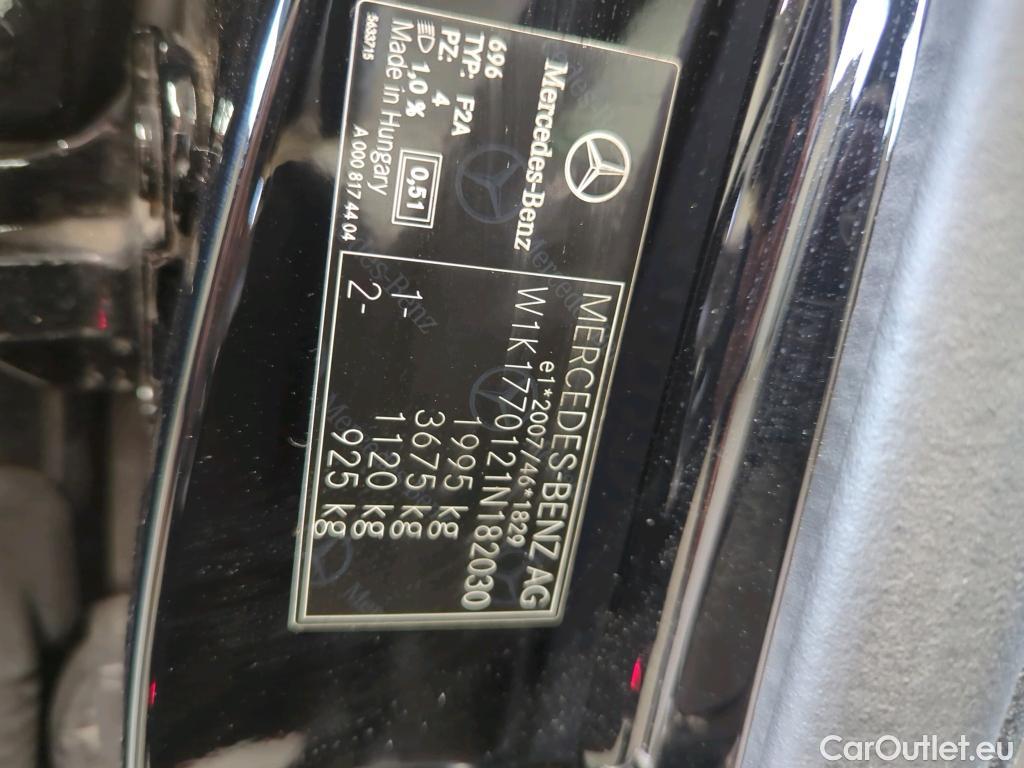 Mercedes-Benz
696
TYP: F2A
PZ: 4
1,0 %
0,51
Made in Hungary
5633715
A 000 817 44 04
MERCEDES-BENZ AG
e1*2007/46*1829
W1K1770121N182030
1995 kg
3675 kg
1- 1120 kg
2- 925 kg
CarOutlet.eu